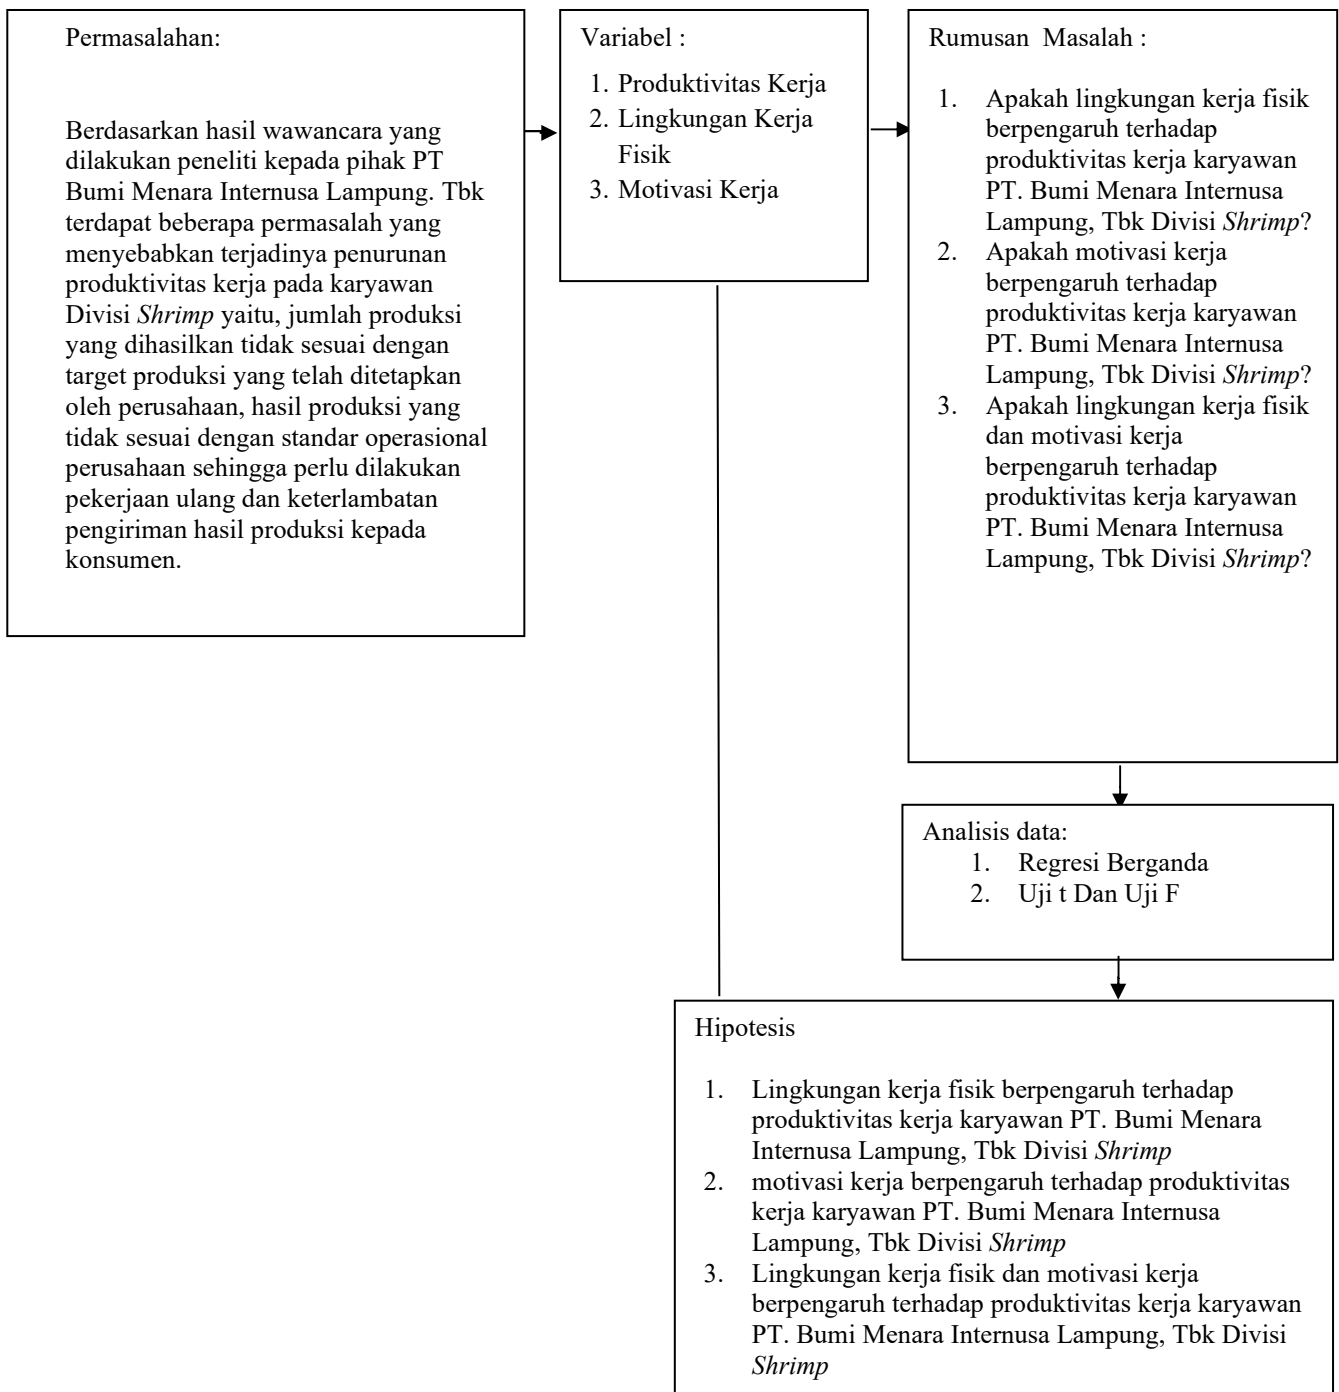 Permasalahan:
Berdasarkan hasil wawancara yang
dilakukan peneliti kepada pihak PT
Bumi Menara Internusa Lampung. Tbk
terdapat beberapa permasalah yang
menyebabkan terjadinya penurunan
produktivitas kerja pada karyawan
Divisi Shrimp yaitu, jumlah produksi
yang dihasilkan tidak sesuai dengan
target produksi yang telah ditetapkan
oleh perusahaan, hasil produksi yang
tidak sesuai dengan standar operasional
perusahaan sehingga perlu dilakukan
pekerjaan ulang dan keterlambatan
pengiriman hasil produksi kepada
konsumen.
Variabel :
1. Produktivitas Kerja
2. Lingkungan Kerja
Fisik
3. Motivasi Kerja
Rumusan Masalah :
1. Apakah lingkungan kerja fisik
berpengaruh terhadap
produktivitas kerja karyawan
PT. Bumi Menara Internusa
Lampung, Tbk Divisi Shrimp?
2. Apakah motivasi kerja
berpengaruh terhadap
produktivitas kerja karyawan
PT. Bumi Menara Internusa
Lampung, Tbk Divisi Shrimp?
3. Apakah lingkungan kerja fisik
dan motivasi kerja
berpengaruh terhadap
produktivitas kerja karyawan
PT. Bumi Menara Internusa
Lampung, Tbk Divisi Shrimp?
Analisis data:
1. Regresi Berganda
2. Uji t Dan Uji F
Hipotesis
1. Lingkungan kerja fisik berpengaruh terhadap
produktivitas kerja karyawan PT. Bumi Menara
Internusa Lampung, Tbk Divisi Shrimp
2. motivasi kerja berpengaruh terhadap produktivitas
kerja karyawan PT. Bumi Menara Internusa
Lampung, Tbk Divisi Shrimp
3. Lingkungan kerja fisik dan motivasi kerja
berpengaruh terhadap produktivitas kerja karyawan
PT. Bumi Menara Internusa Lampung, Tbk Divisi
Shrimp